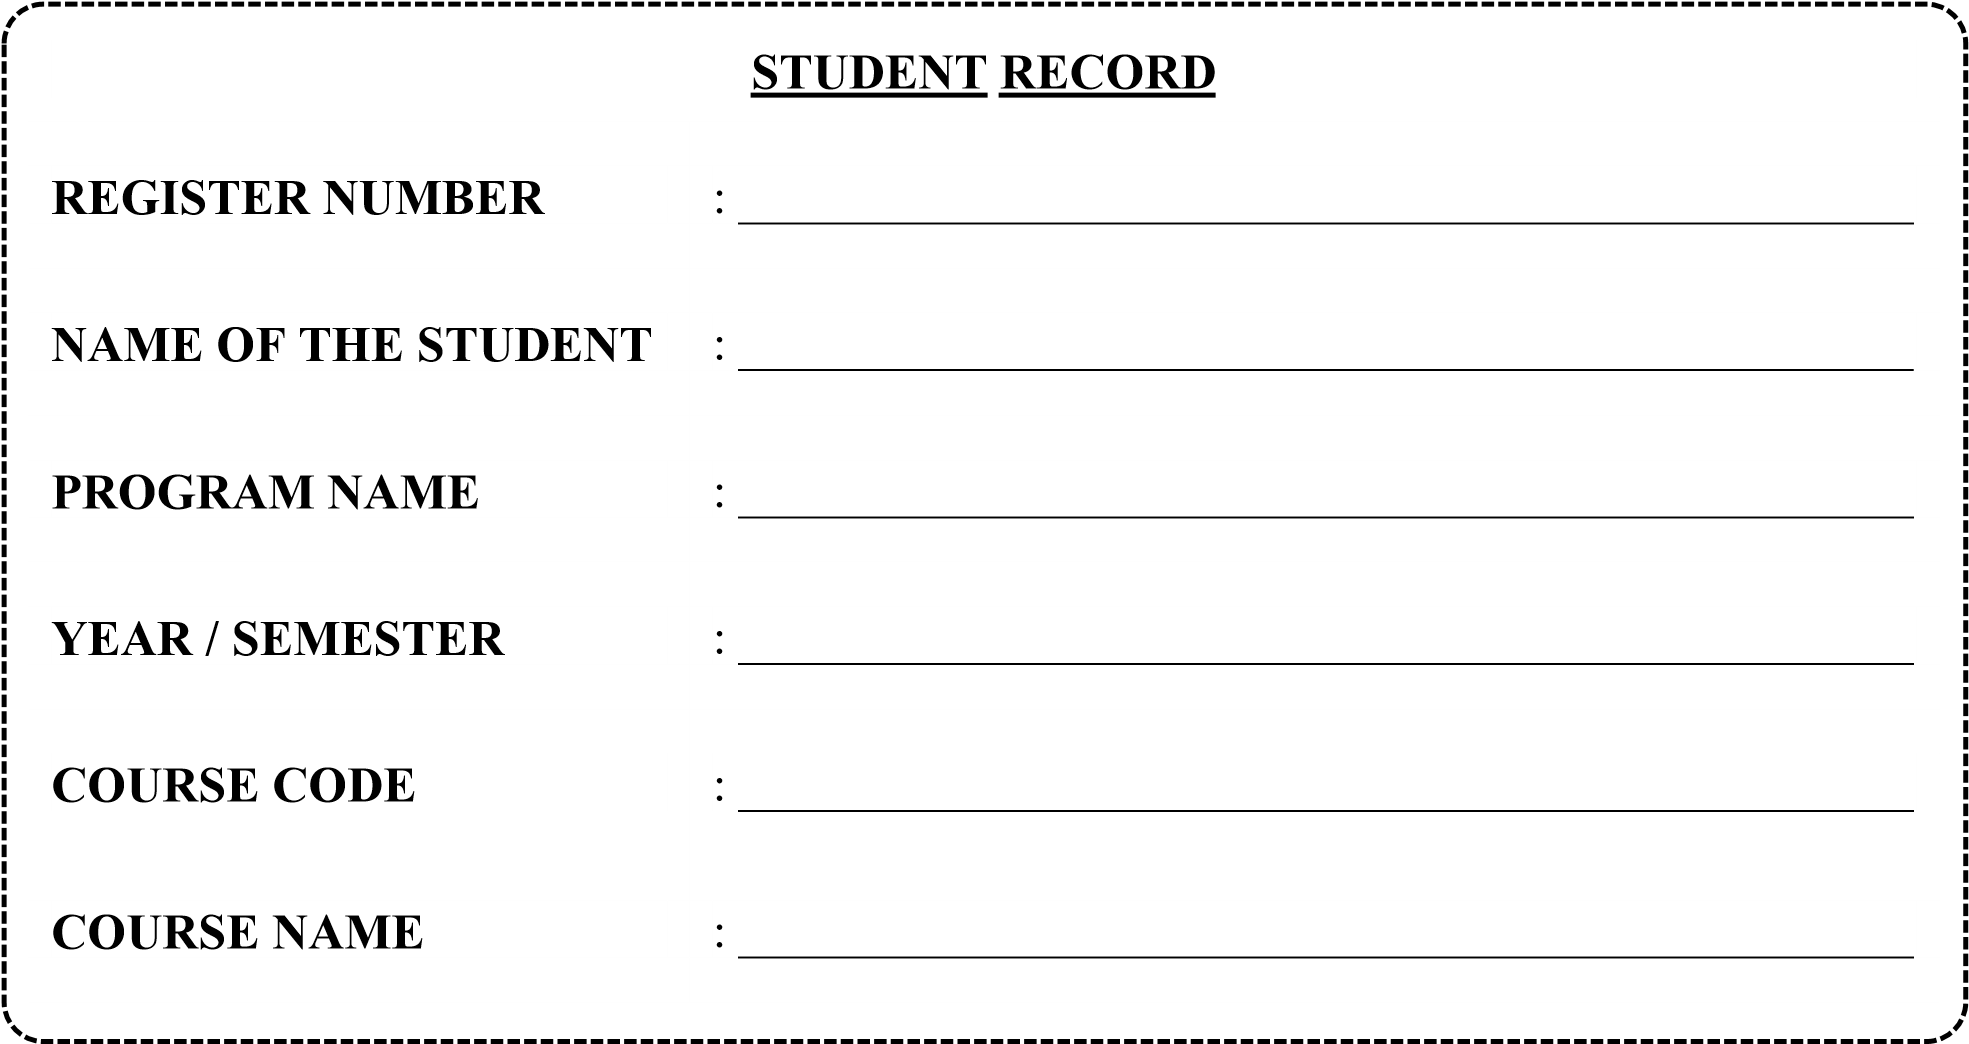 STUDENT RECORD
REGISTER NUMBER :
NAME OF THE STUDENT :
PROGRAM NAME :
YEAR / SEMESTER :
COURSE CODE :
COURSE NAME :